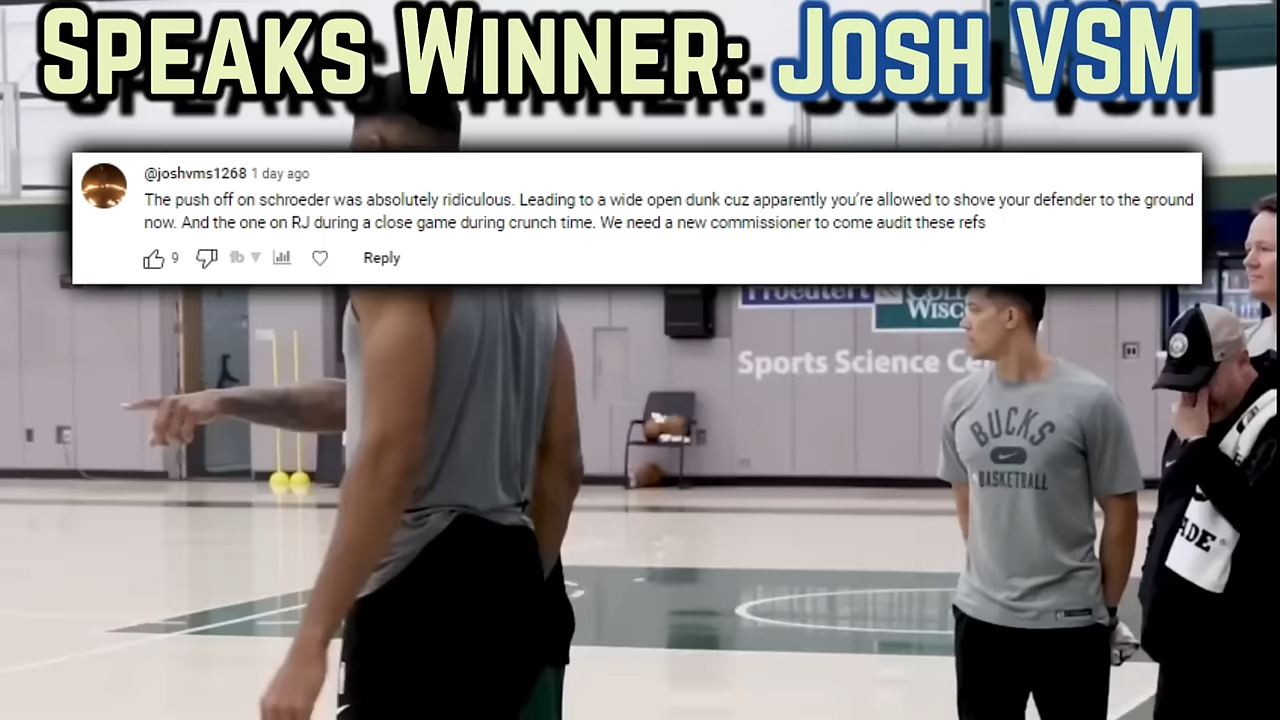 SPEAKS WINNER: JOSH VSM
@joshvms1268 1 day ago
The push off on schroeder was absolutely ridiculous. Leading to a wide open dunk cuz apparently you’re allowed to shove your defender to the ground
now. And the one on RJ during a close game during crunch time. We need a new commissioner to come audit these refs
9
Reply
Froedtert &
WISC
Sports Science Ce
BUCKS
BASKETBALL
ADE